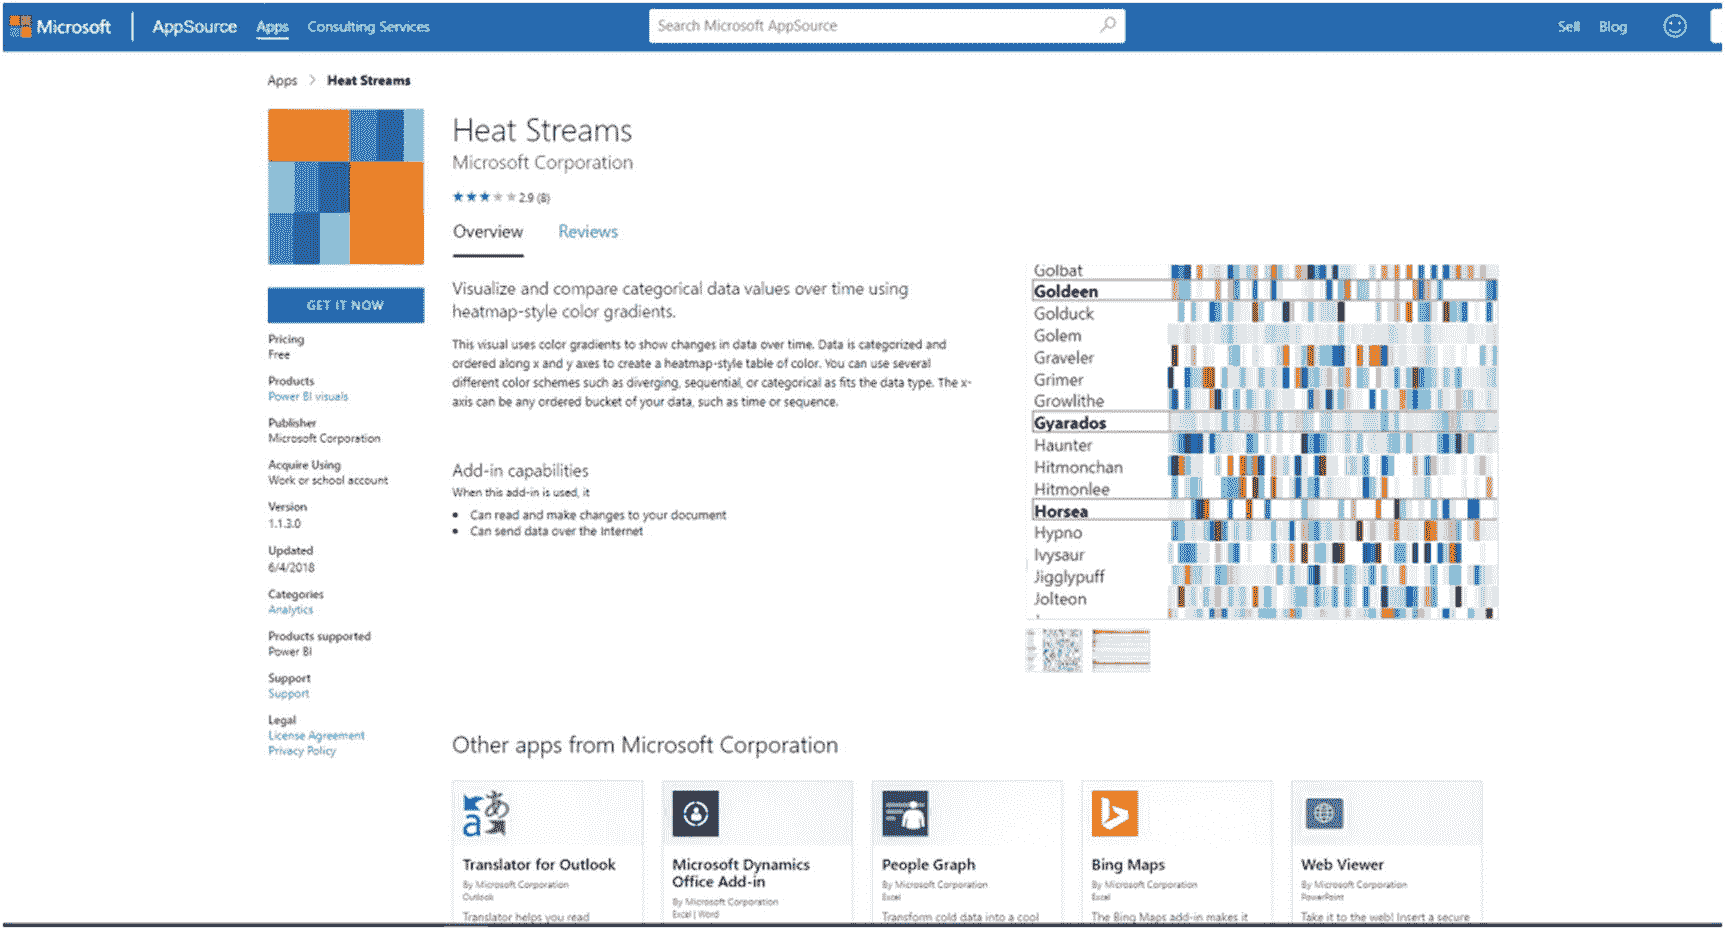 Microsoft AppSource Apps Consulting Services Search Microsoft AppSource Sell Blog
Apps > Heat Streams
Heat Streams
Microsoft Corporation
2.9 (8)
Overview Reviews
GET IT NOW
Pricing
Free
Products
Power BI visuals
Publisher
Microsoft Corporation
Acquire Using
Work or school account
Version
1.1.3.0
Updated
6/4/2018
Categories
Analytics
Products supported
Power BI
Support
Support
Legal
License Agreement
Privacy Policy
Visualize and compare categorical data values over time using
heatmap-style color gradients.
This visual uses color gradients to show changes in data over time. Data is categorized and
ordered along x and y axes to create a heatmap-style table of color. You can use several
different color schemes such as diverging, sequential, or categorical as fits the data type. The x-
axis can be any ordered bucket of your data, such as time or sequence.
Add-in capabilities
When this add-in is used, it
• Can read and make changes to your document
• Can send data over the Internet
Golbat
Goldeen
Golduck
Golem
Graveler
Grimer
Growlithe
Gyarados
Haunter
Hitmonchan
Hitmonlee
Horsea
Hypno
Ivysaur
Jigglypuff
Jolteon
Other apps from Microsoft Corporation
あ
a
Translator for Outlook
By Microsoft Corporation
Outlook
Translator helps you read
Microsoft Dynamics
Office Add-in
By Microsoft Corporation
Excel | Word
People Graph
By Microsoft Corporation
Excel
Transform cold data into a cool
Bing Maps
By Microsoft Corporation
Excel
The Bing Maps add-in makes it
Web Viewer
By Microsoft Corporation
PowerPoint
Take it to the web! Insert a secure